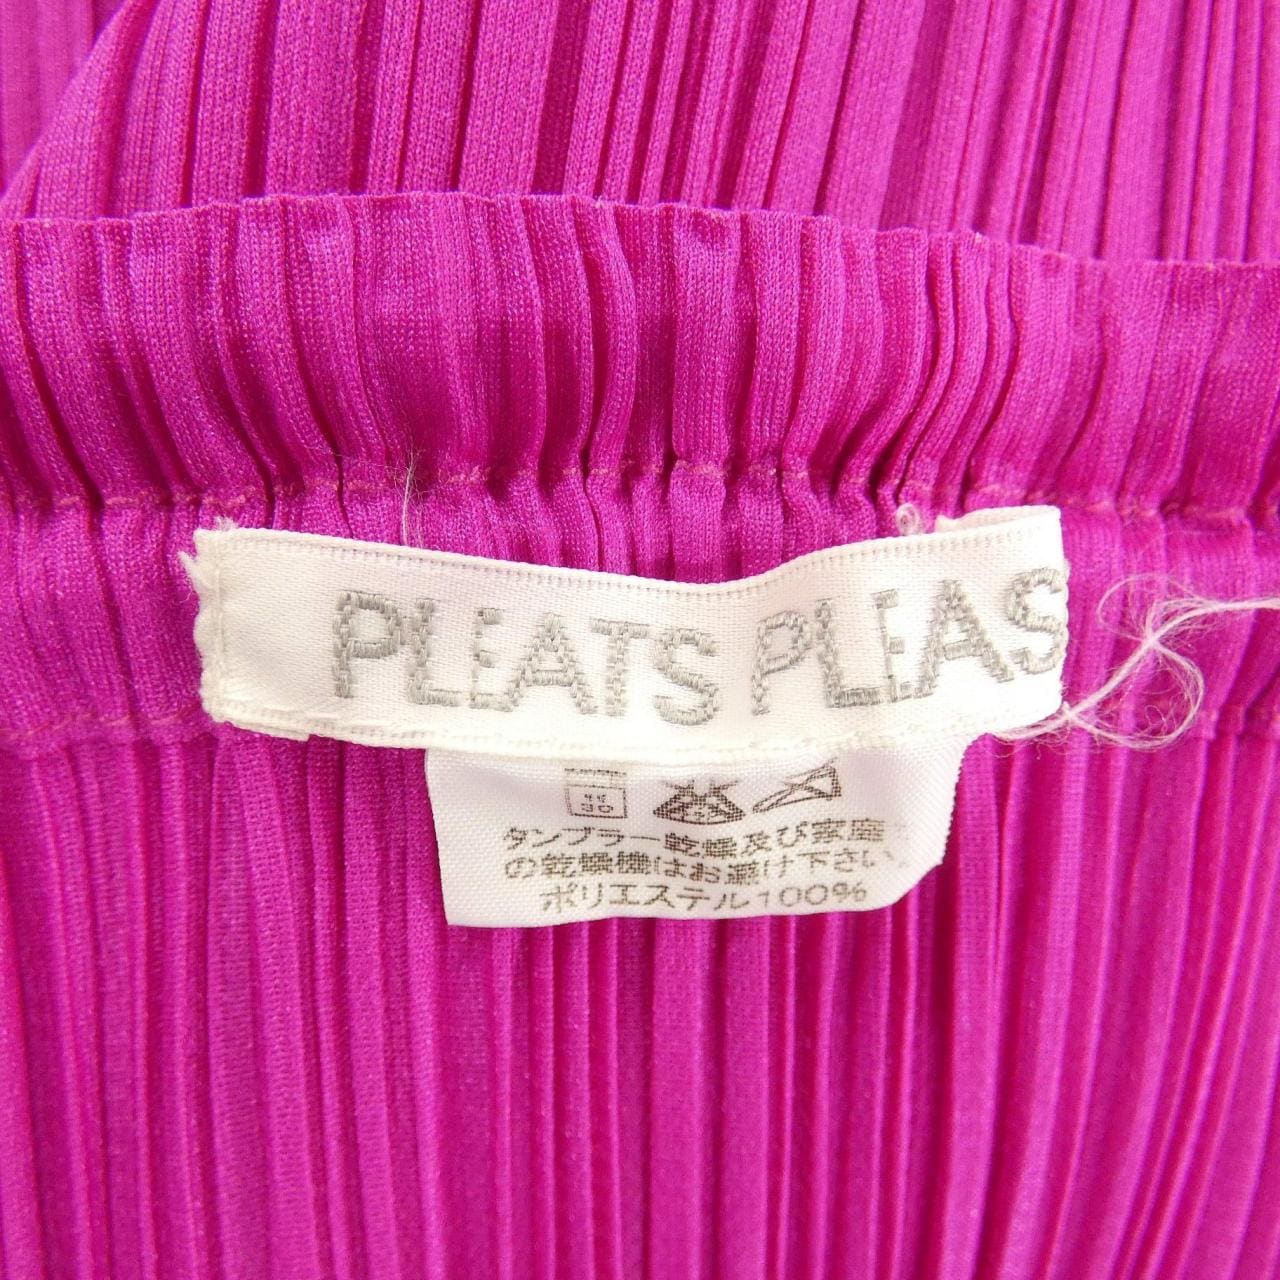 PLEATS PLEAS
30
タンブラー乾燥及び家庭
の乾燥機はお避け下さい。
ポリエステル100%